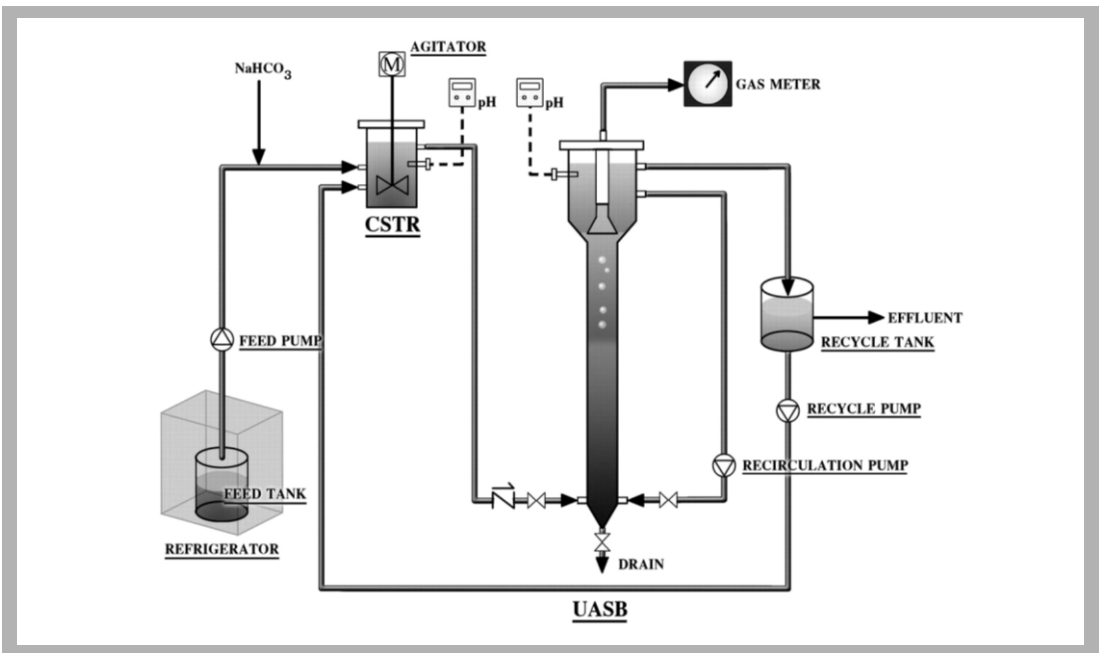 AGITATOR
NaHCO3
M
pH
pH
GAS METER
CSTR
FEED PUMP
EFFLUENT
RECYCLE TANK
RECYCLE PUMP
RECIRCULATION PUMP
FEED TANK
REFRIGERATOR
DRAIN
UASB